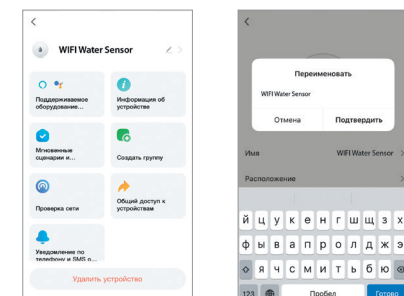 WIFI Water Sensor
Поддерживаемое
оборудование...
Информация об
устройстве
Мгновенные
сценарии и...
Создать группу
Проверка сети
Общий доступ к
устройствам
Уведомление по
телефону и SMS о...
Удалить устройство
Переименовать
WIFI Water Sensor
Отмена
Подтвердить
Имя
WIFI Water Sensor
Расположение
й ц у к е н г ш щ з х
ф ы в а п р о л д ж э
я ч с м и т ь б ю
123
Пробел
Готово